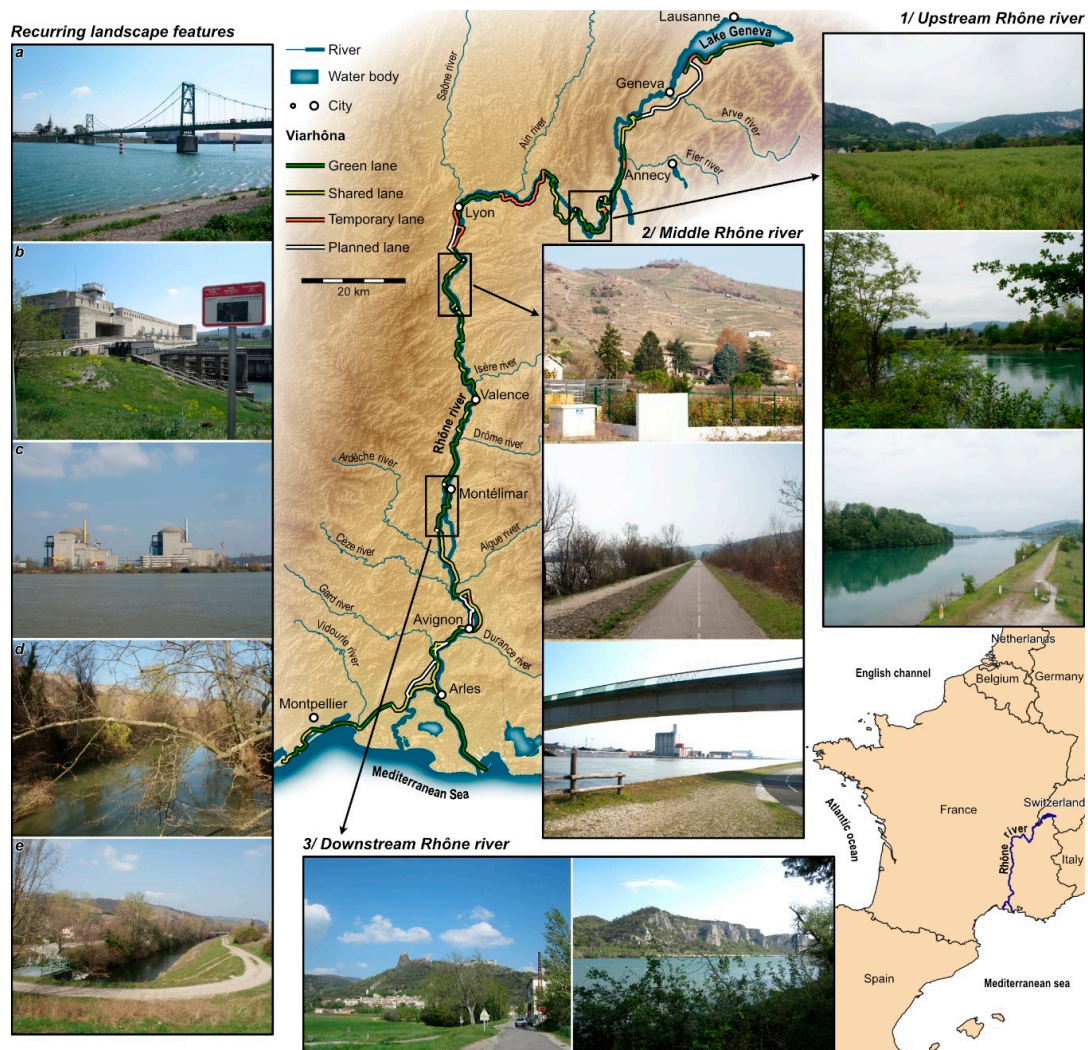 Recurring landscape features
a
b
c
d
e
River
Water body
City
Viarhôna
Green lane
Shared lane
Temporary lane
Planned lane
20 km
Lausanne
Lake Geneva
Geneva
Saône river
Ain river
Arve river
Annecy
Fier river
Lyon
Isère river
Valence
Rhône river
Drôme river
Ardèche river
Montélimar
Cèze river
Aigue river
Gard river
Avignon
Vidourle river
Durance river
Arles
Montpellier
Mediterranean Sea
1/ Upstream Rhône river
2/ Middle Rhône river
3/ Downstream Rhône river
Netherlands
English channel
Belgium
Germany
France
Switzerland
Atlantic ocean
Rhône river
Italy
Spain
Mediterranean sea